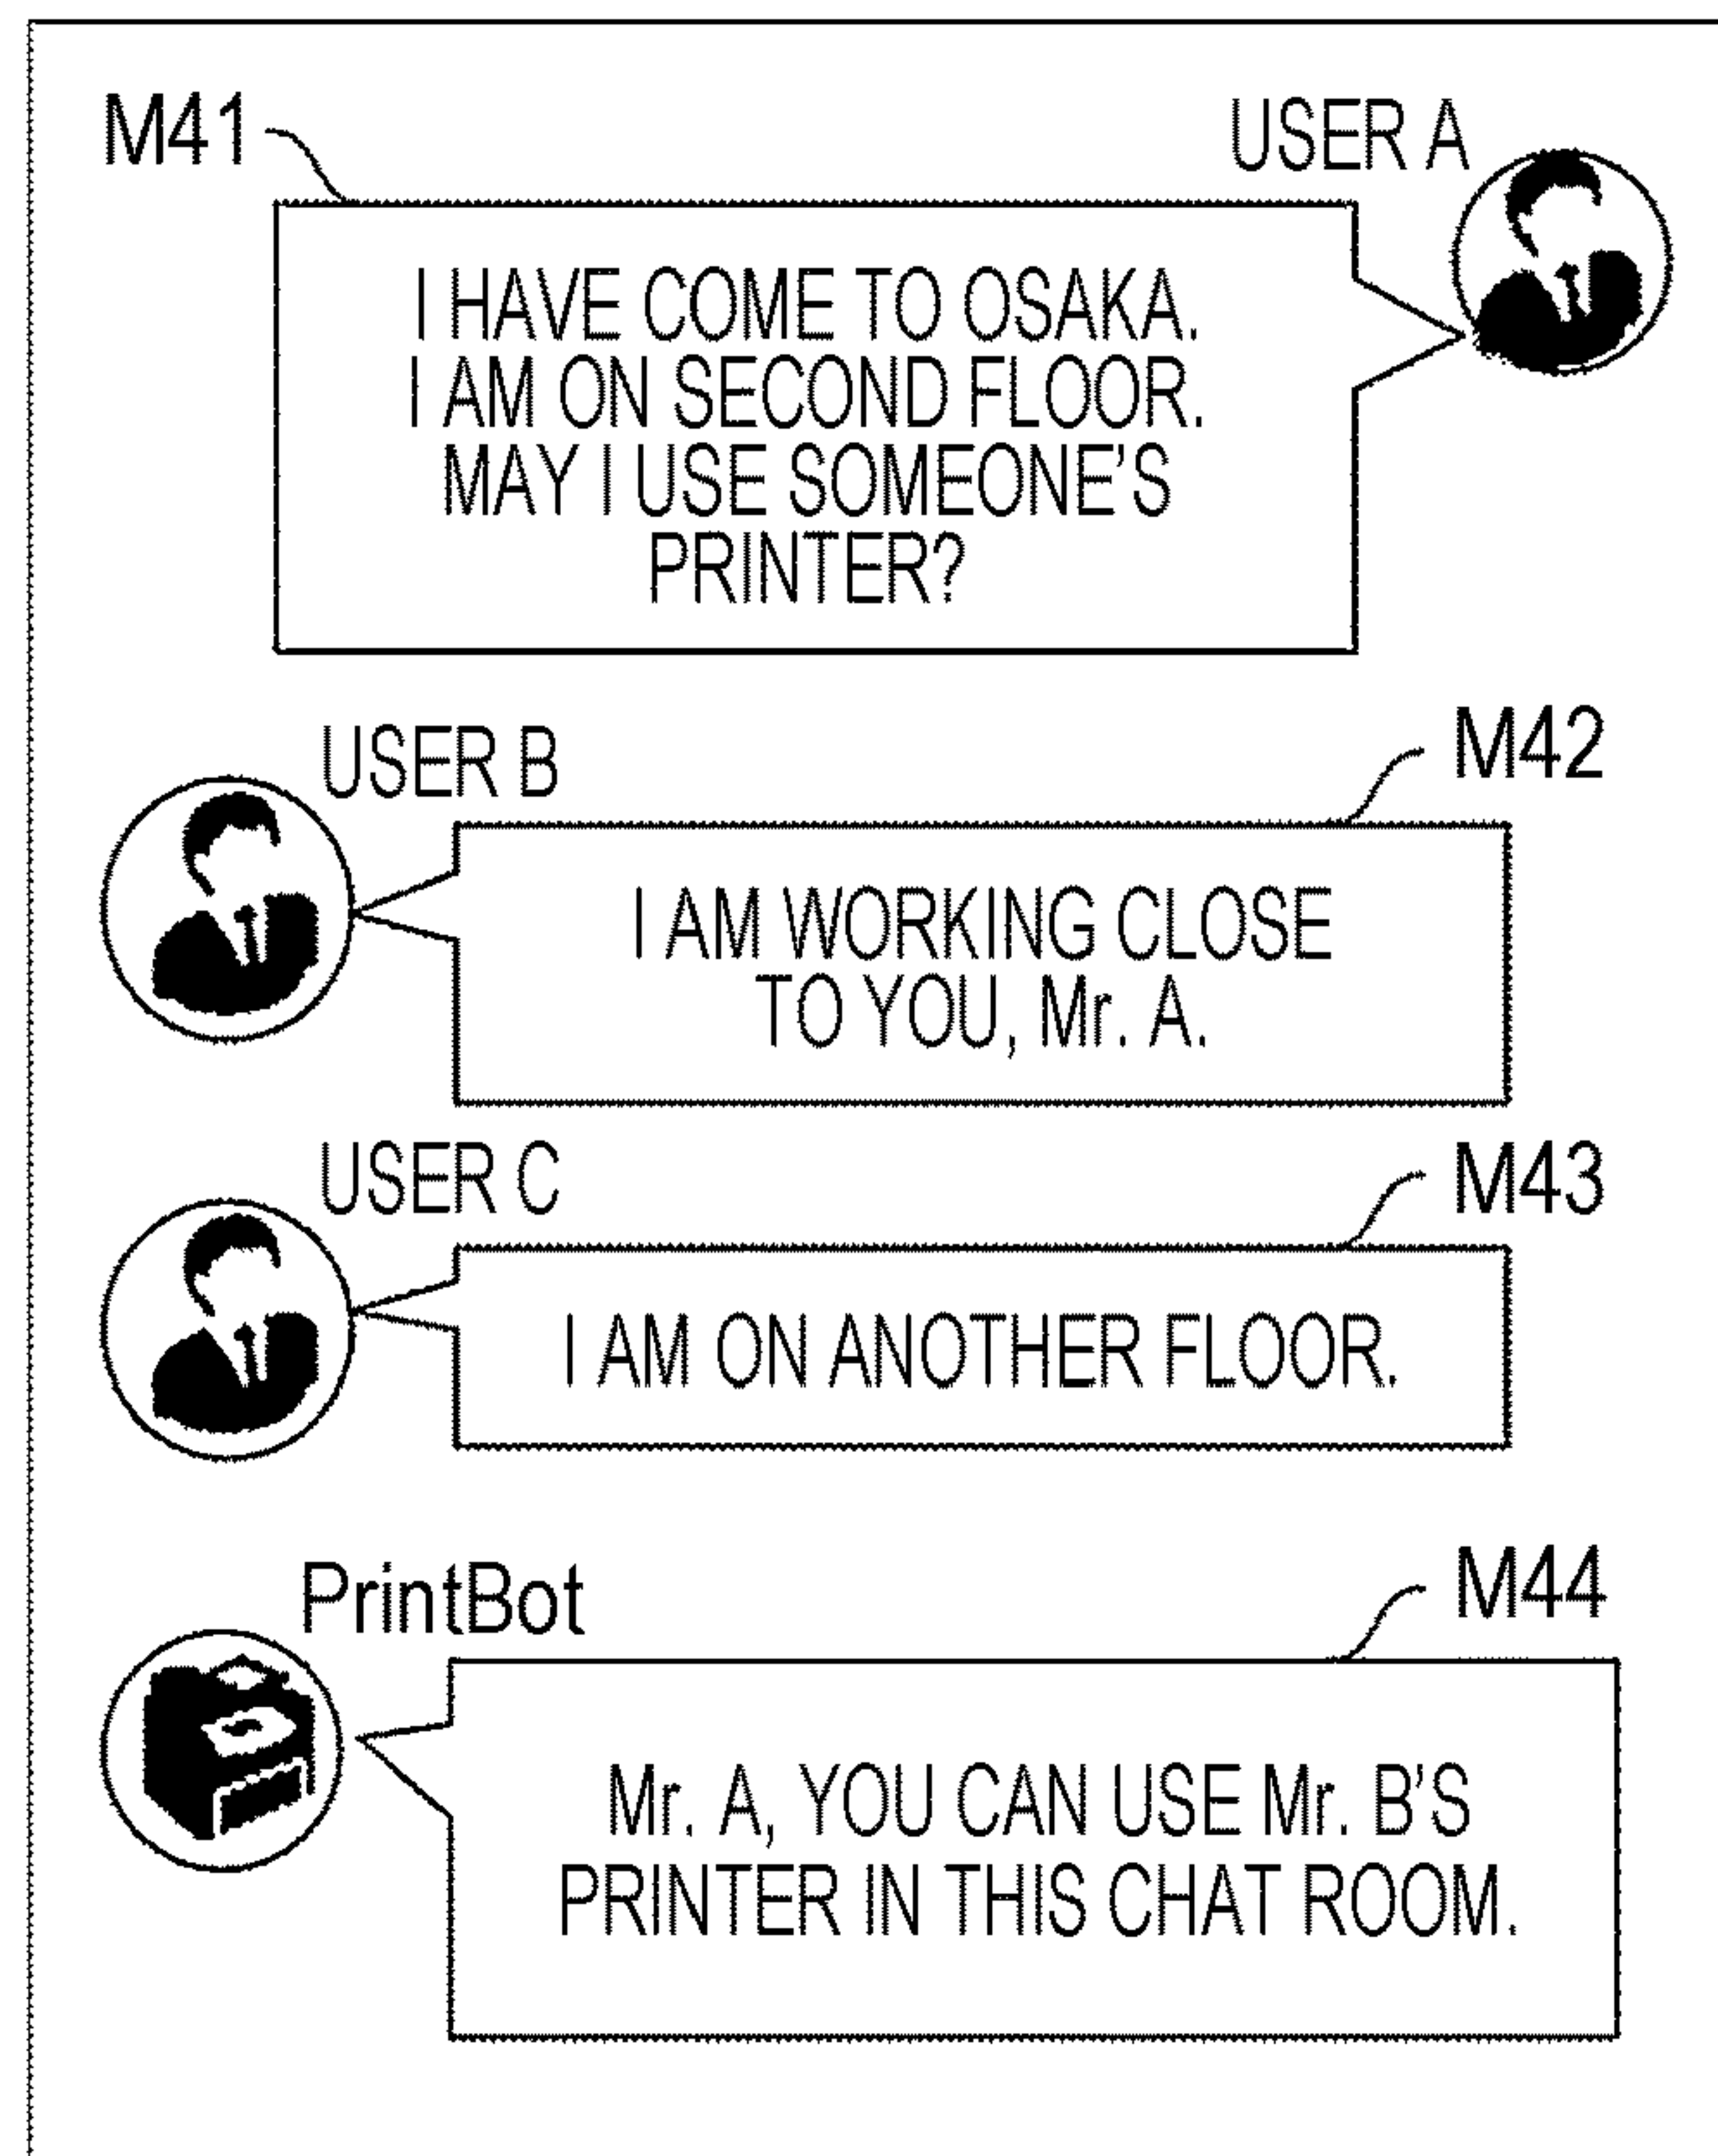 M41
USER A
I HAVE COME TO OSAKA.
I AM ON SECOND FLOOR.
MAY I USE SOMEONE'S
PRINTER?
USER B
M42
I AM WORKING CLOSE
TO YOU, Mr. A.
USER C
M43
I AM ON ANOTHER FLOOR.
PrintBot
M44
Mr. A, YOU CAN USE Mr. B'S
PRINTER IN THIS CHAT ROOM.